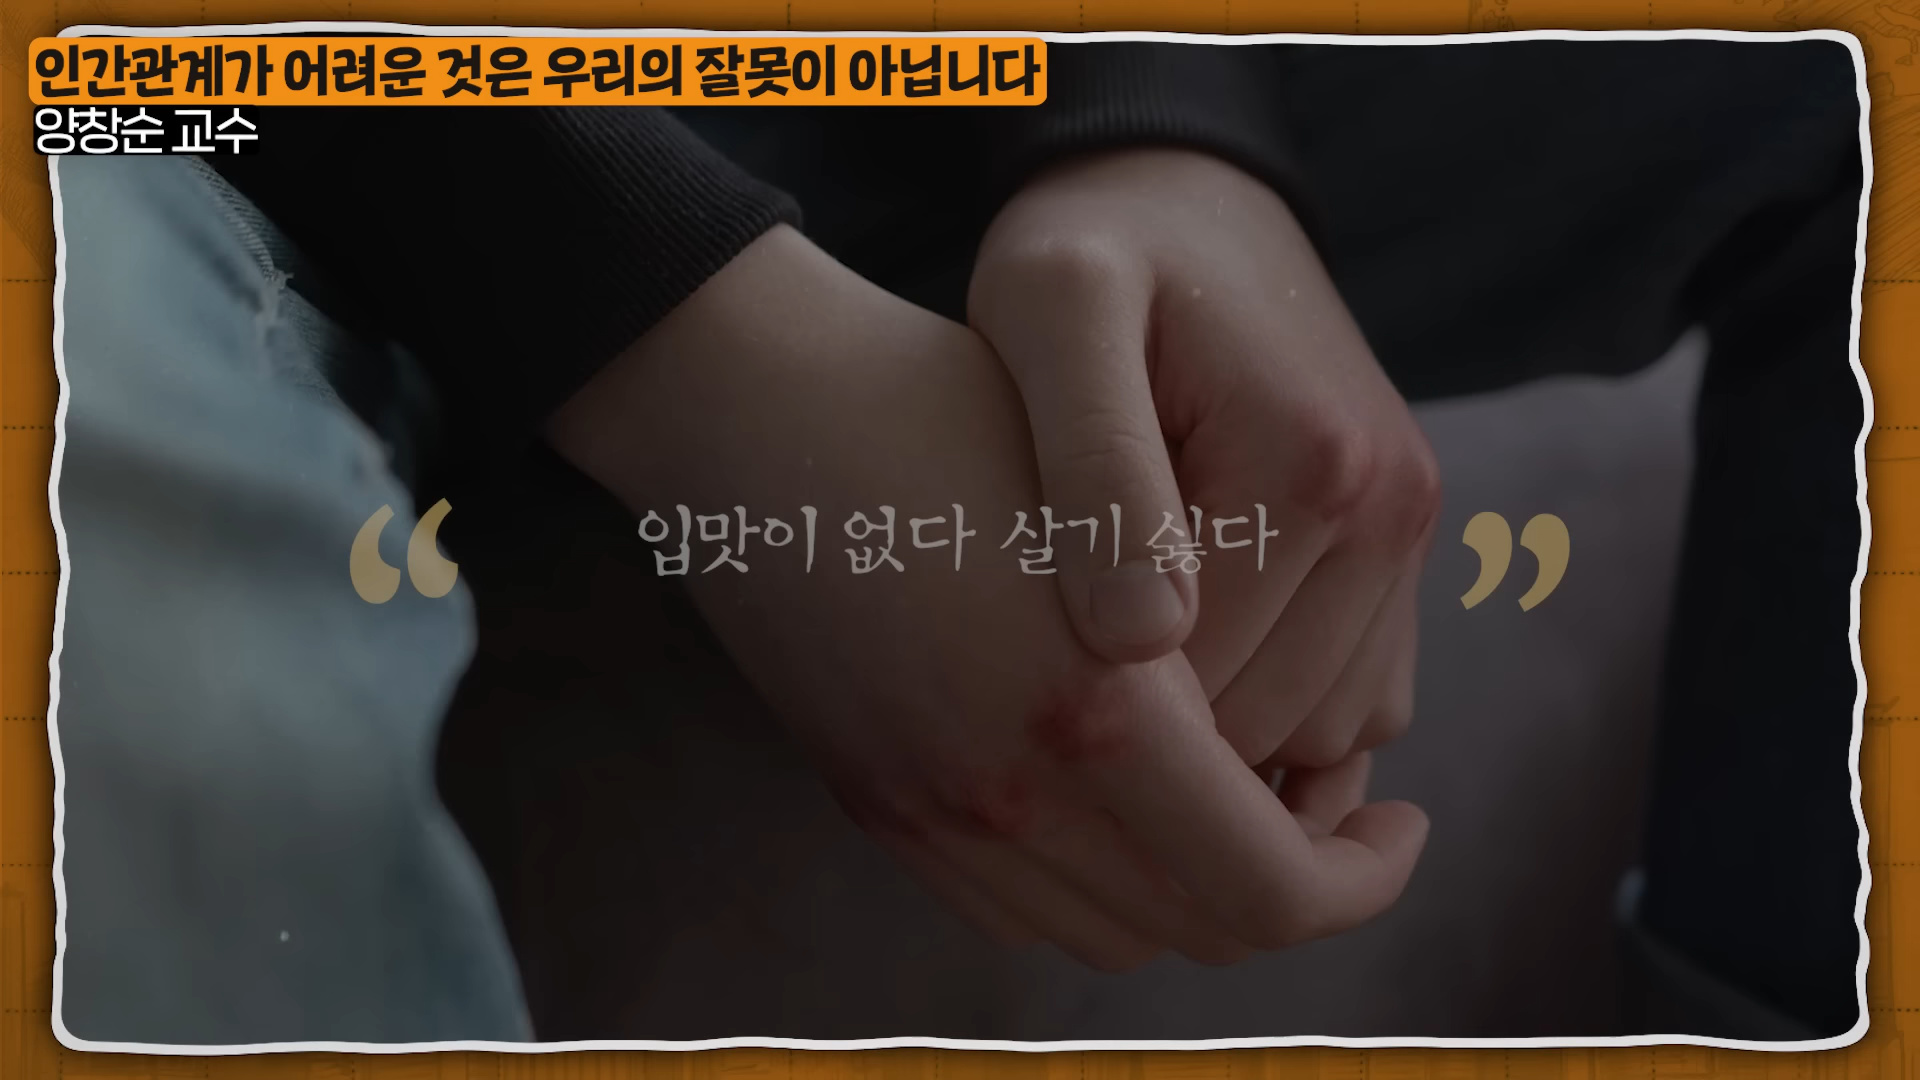 인간관계가 어려운 것은 우리의 잘못이 아닙니다
양창순 교수
“ 입맛이 없다 살기 싫다 ”